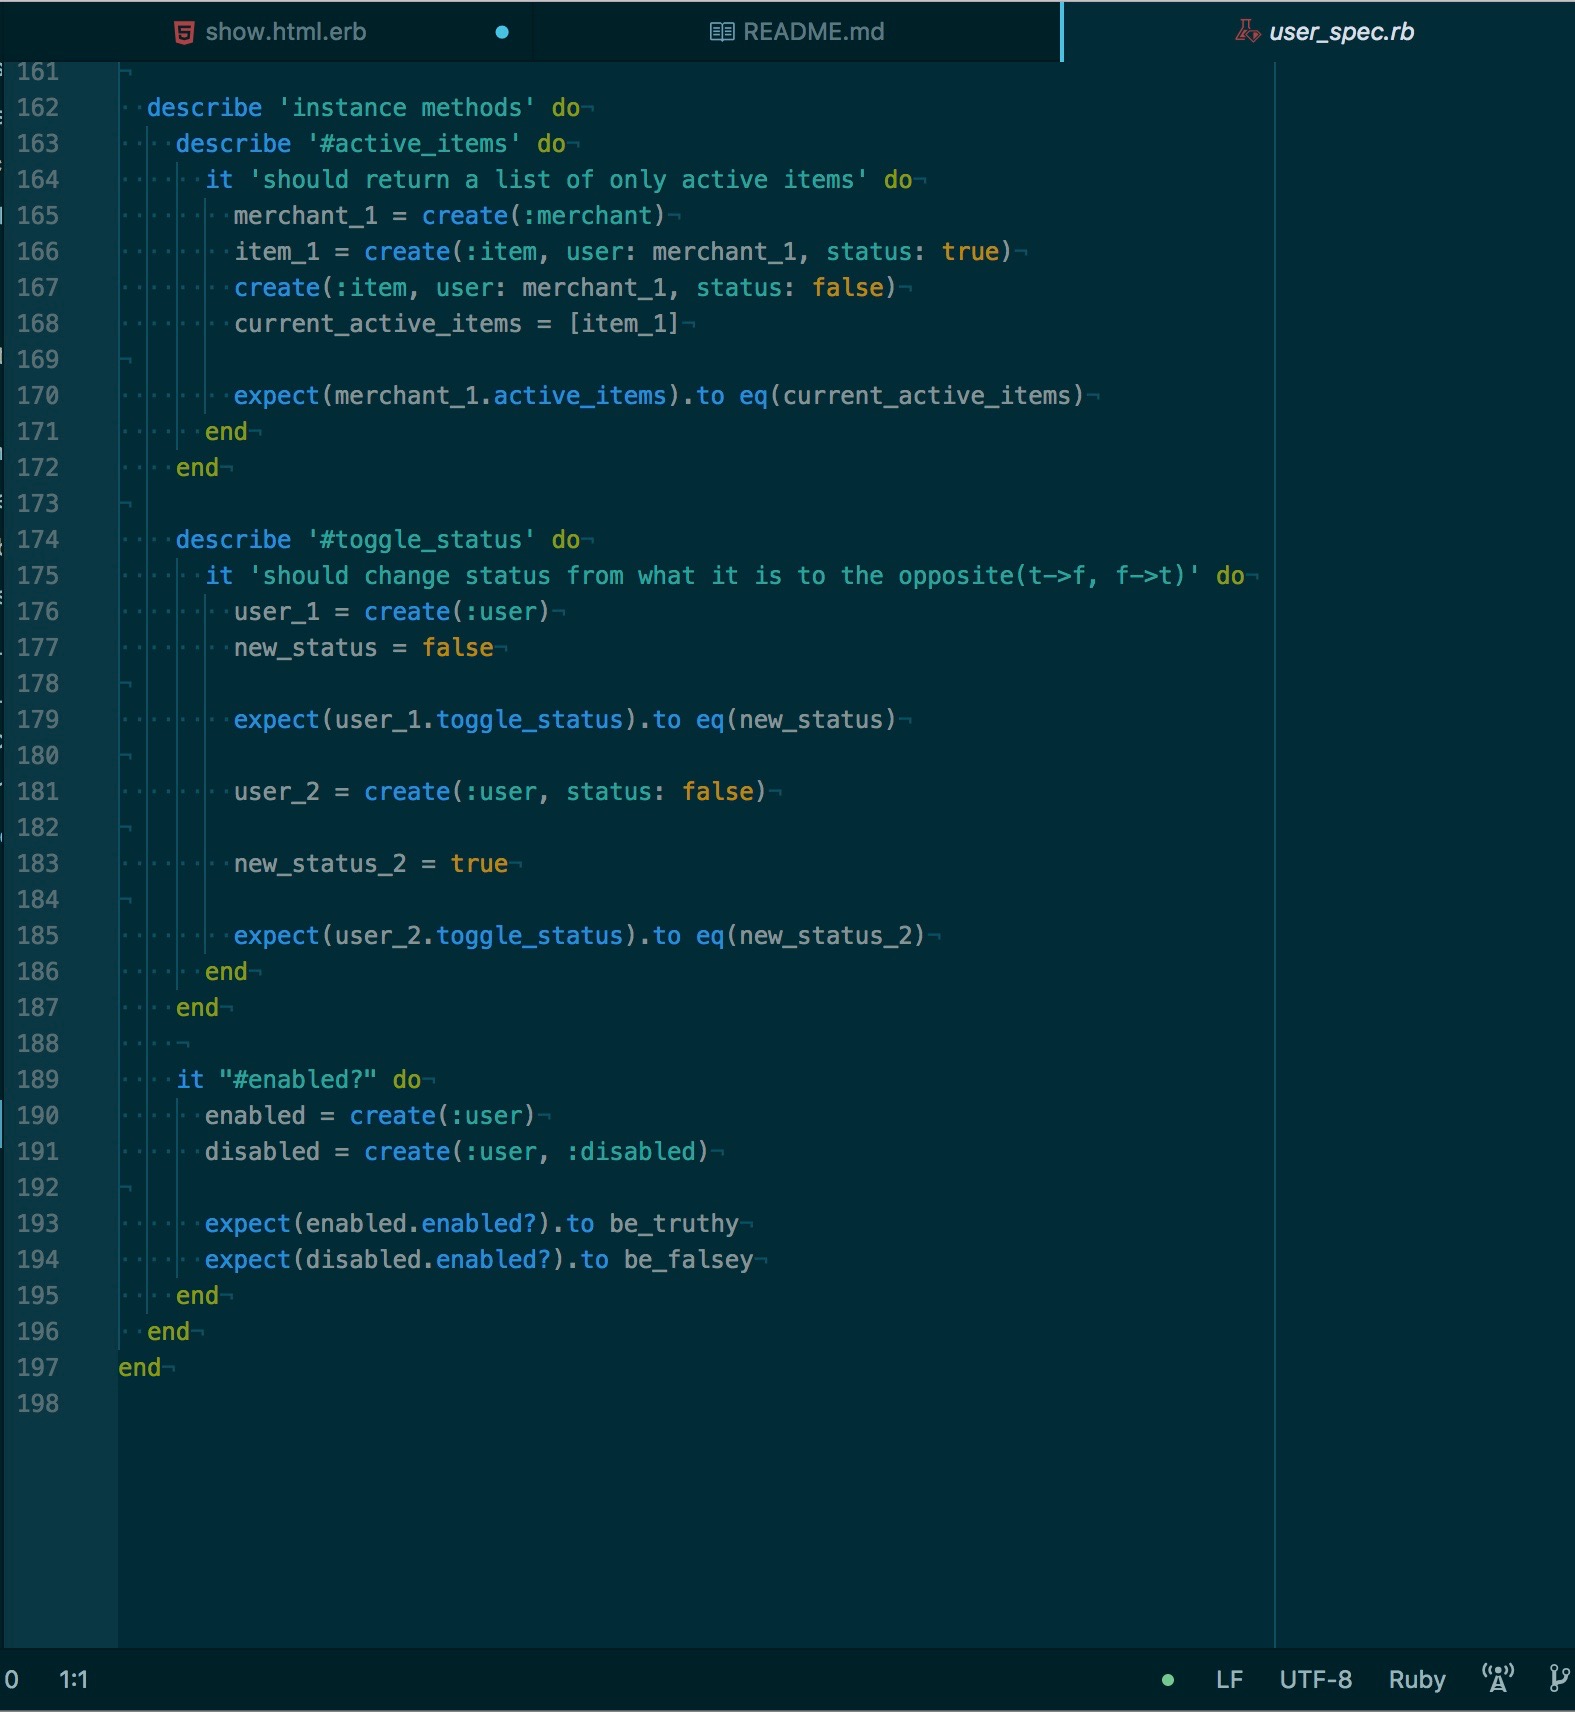 show.html.erb README.md user_spec.rb
161
162 describe 'instance methods' do
163 describe '#active_items' do
164 it 'should return a list of only active items' do
165 merchant_1 = create(:merchant)
166 item_1 = create(:item, user: merchant_1, status: true)
167 create(:item, user: merchant_1, status: false)
168 current_active_items = [item_1]
169
170 expect(merchant_1.active_items).to eq(current_active_items)
171 end
172 end
173
174 describe '#toggle_status' do
175 it 'should change status from what it is to the opposite(t->f, f->t)' do
176 user_1 = create(:user)
177 new_status = false
178
179 expect(user_1.toggle_status).to eq(new_status)
180
181 user_2 = create(:user, status: false)
182
183 new_status_2 = true
184
185 expect(user_2.toggle_status).to eq(new_status_2)
186 end
187 end
188
189 it "#enabled?" do
190 enabled = create(:user)
191 disabled = create(:user, :disabled)
192
193 expect(enabled.enabled?).to be_truthy
194 expect(disabled.enabled?).to be_falsey
195 end
196 end
197 end
198
0 1:1 LF UTF-8 Ruby